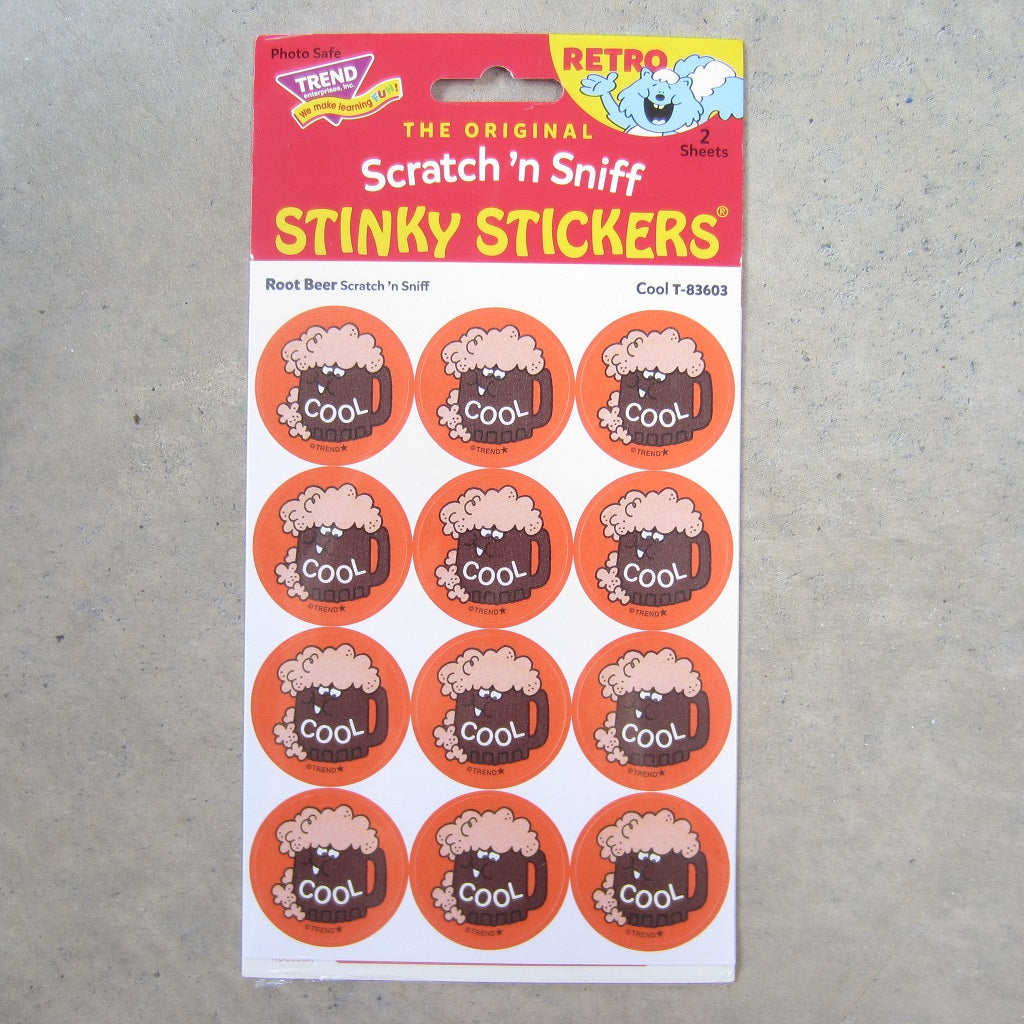 Photo Safe
TREND
enterprises, Inc.
We make learning FUN!
RETRO
2
Sheets
THE ORIGINAL
Scratch 'n Sniff
STINKY STICKERS®
Root Beer Scratch 'n Sniff
Cool T-83603
COOL COOL COOL
©TREND★ ©TREND★ ©TREND★
COOL COOL COOL
©TREND★ ©TREND★ ©TREND★
COOL COOL COOL
©TREND★ ©TREND★ ©TREND★
COOL COOL COOL
©TREND★ ©TREND★ ©TREND★